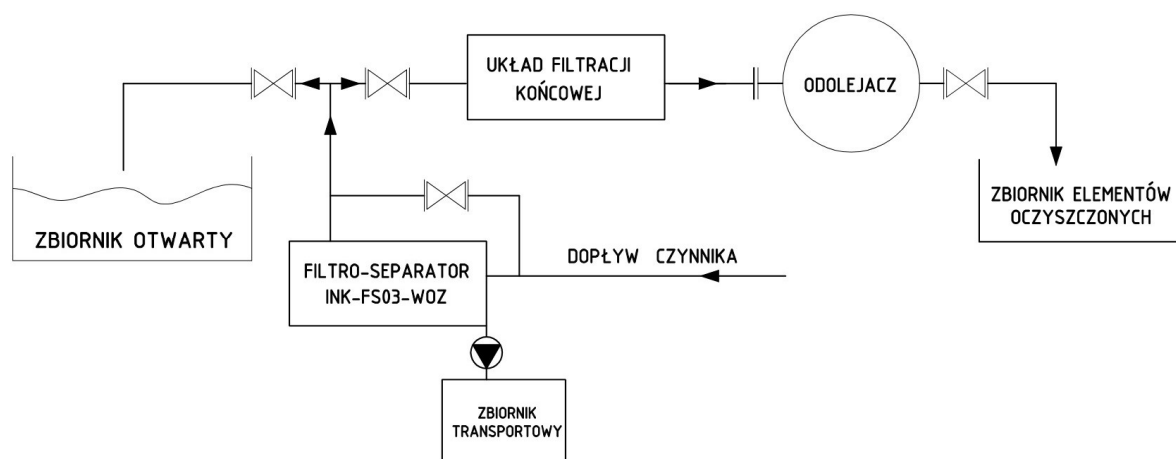 UKŁAD FILTRACJI
KOŃCOWEJ
ODOLEJACZ
ZBIORNIK OTWARTY
ZBIORNIK ELEMENTÓW
OCZYSZCZONYCH
FILTRO-SEPARATOR
INK-FS03-WOZ
DOPŁYW CZYNNIKA
ZBIORNIK
TRANSPORTOWY